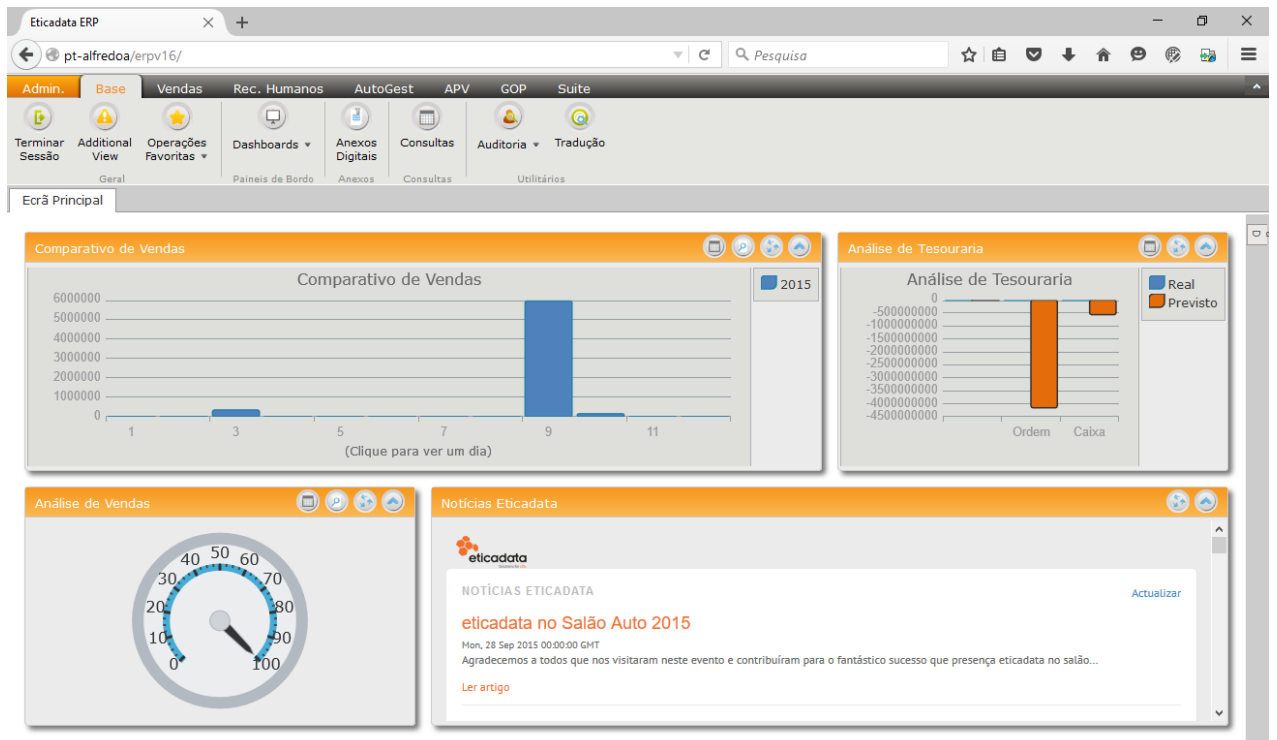 Eticadata ERP
pt-alfredoa/erpv16/
Pesquisa
Admin. Base Vendas Rec. Humanos AutoGest APV GOP Suite
Terminar Sessão
Additional View
Operações Favoritas
Dashboards
Anexos Digitais
Consultas
Auditoria
Tradução
Geral
Paineis de Bordo
Anexos
Consultas
Utilitários
Ecrã Principal
Comparativo de Vendas
Comparativo de Vendas
2015
6000000
5000000
4000000
3000000
2000000
1000000
0
1 3 5 7 9 11
(Clique para ver um dia)
Análise de Tesouraria
Análise de Tesouraria
Real
Previsto
0
-500000000
-1000000000
-1500000000
-2000000000
-2500000000
-3000000000
-3500000000
-4000000000
-4500000000
Ordem Caixa
Análise de Vendas
0 10 20 30 40 50 60 70 80 90 100
Notícias Eticadata
eticadata
NOTÍCIAS ETICADATA
Actualizar
eticadata no Salão Auto 2015
Mon, 28 Sep 2015 00:00:00 GMT
Agradecemos a todos que nos visitaram neste evento e contribuíram para o fantástico sucesso que presença eticadata no salão...
Ler artigo